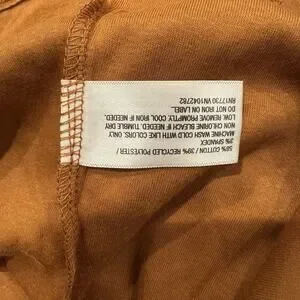 58% COTTON / 39% RECYCLED POLYESTER /
3% SPANDEX
MACHINE WASH COLD WITH LIKE COLORS. ONLY
NON CHLORINE BLEACH IF NEEDED. TUMBLE DRY
LOW. REMOVE PROMPTLY. COOL IRON IF NEEDED.
DO NOT IRON ON LABEL.
RN17730 VN1042782